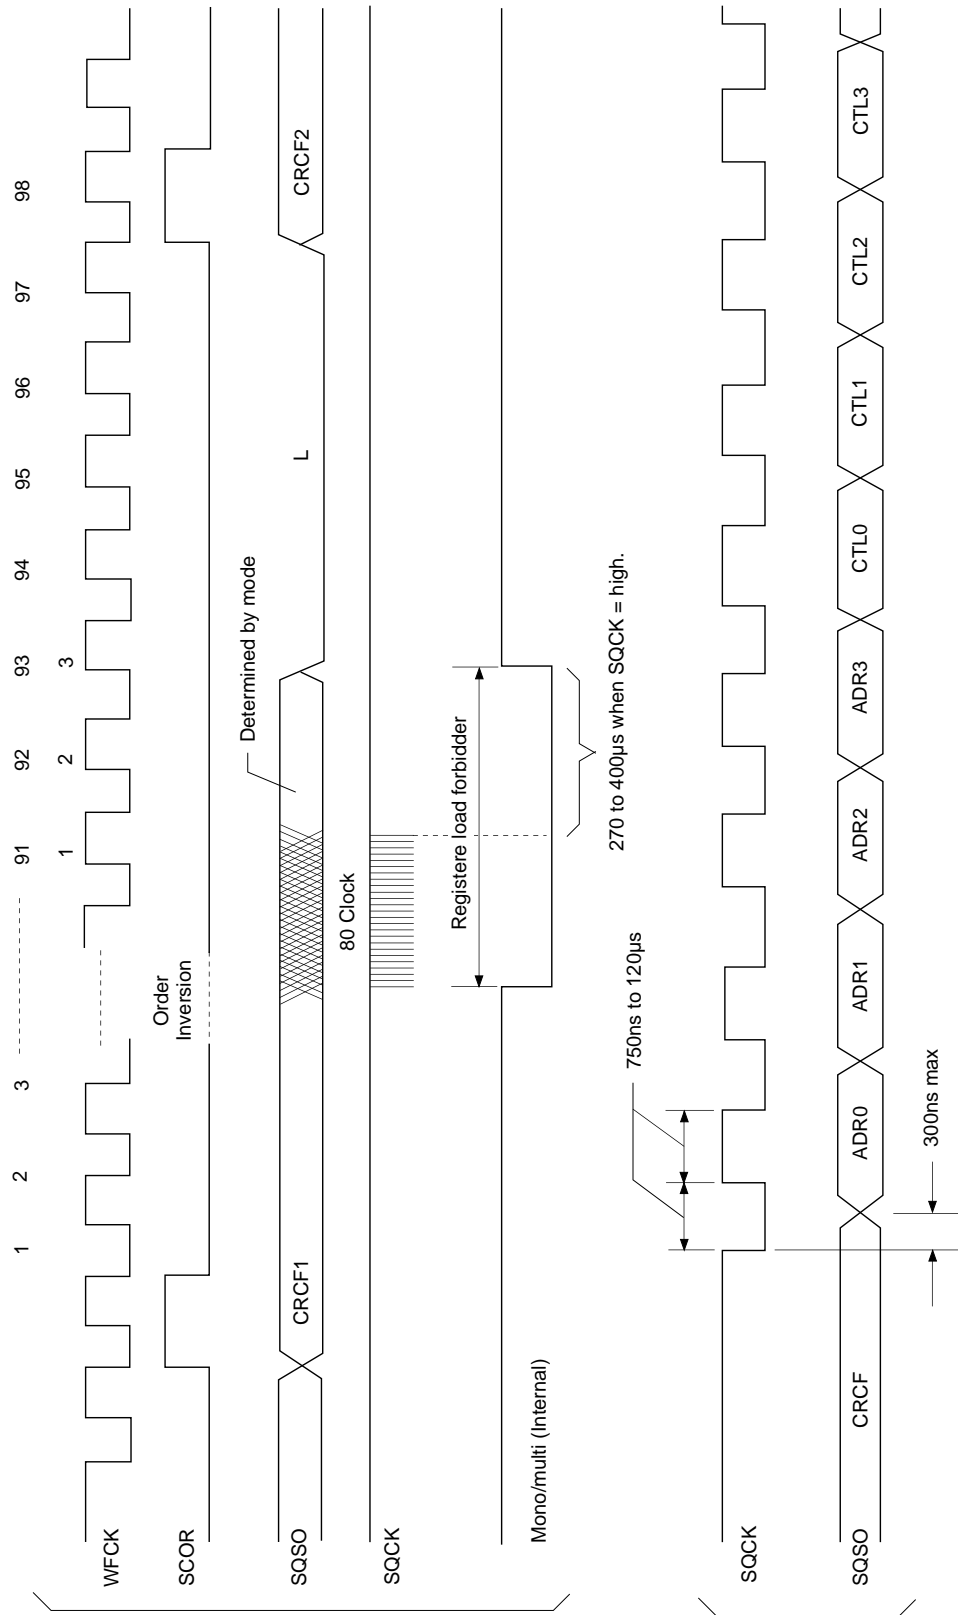 1 2 3 91 92 93 94 95 96 97 98
1 2 3
WFCK
SCOR
Order
Inversion
Determined by mode
SQSO
CRCF1
L
CRCF2
80 Clock
SQCK
Registere load forbidder
Mono/multi (Internal)
270 to 400µs when SQCK = high.
750ns to 120µs
SQCK
SQSO
CRCF
ADR0
ADR1
ADR2
ADR3
CTL0
CTL1
CTL2
CTL3
300ns max